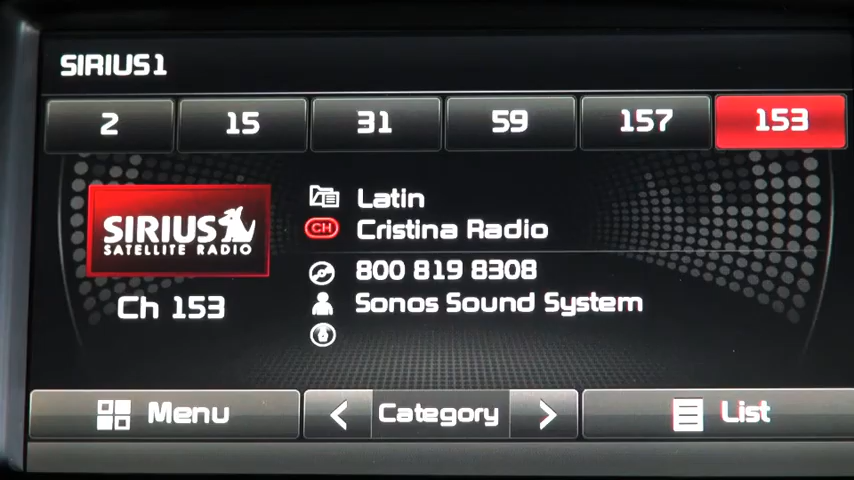 SIRIUS1
2 15 31 59 157 153
SIRIUS
SATELLITE RADIO
Ch 153
Latin
CH Cristina Radio
800 819 8308
Sonos Sound System
Menu < Category > List